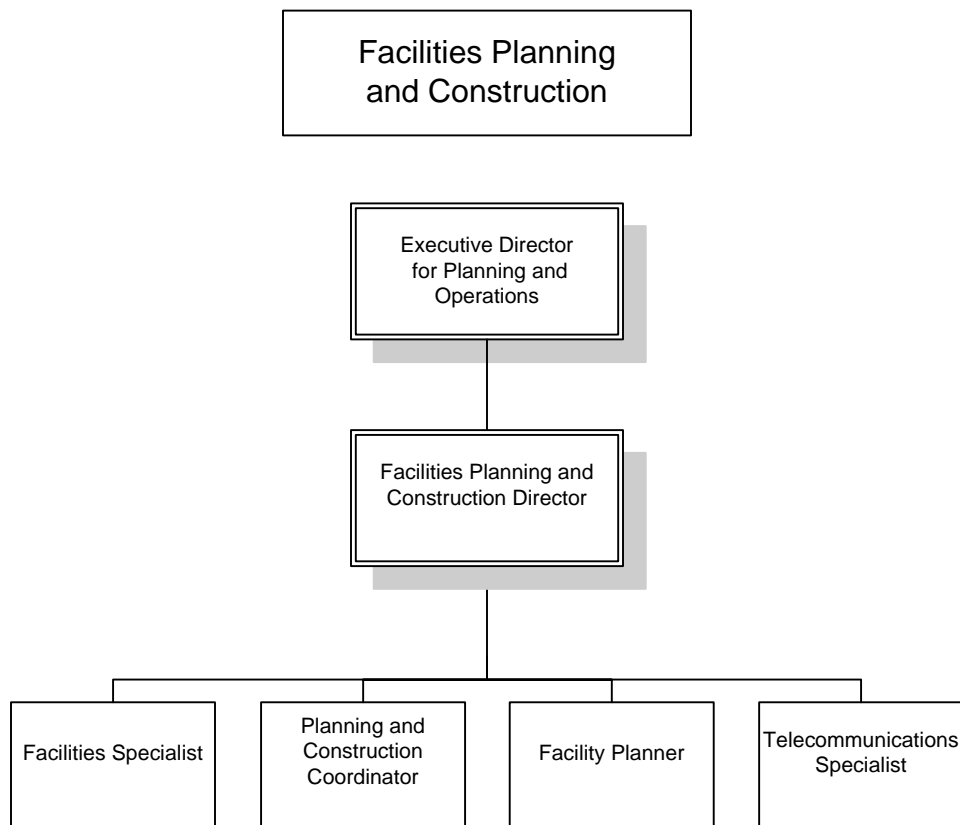 Facilities Planning
and Construction
Executive Director
for Planning and
Operations
Facilities Planning and
Construction Director
Facilities Specialist
Planning and
Construction
Coordinator
Facility Planner
Telecommunications
Specialist